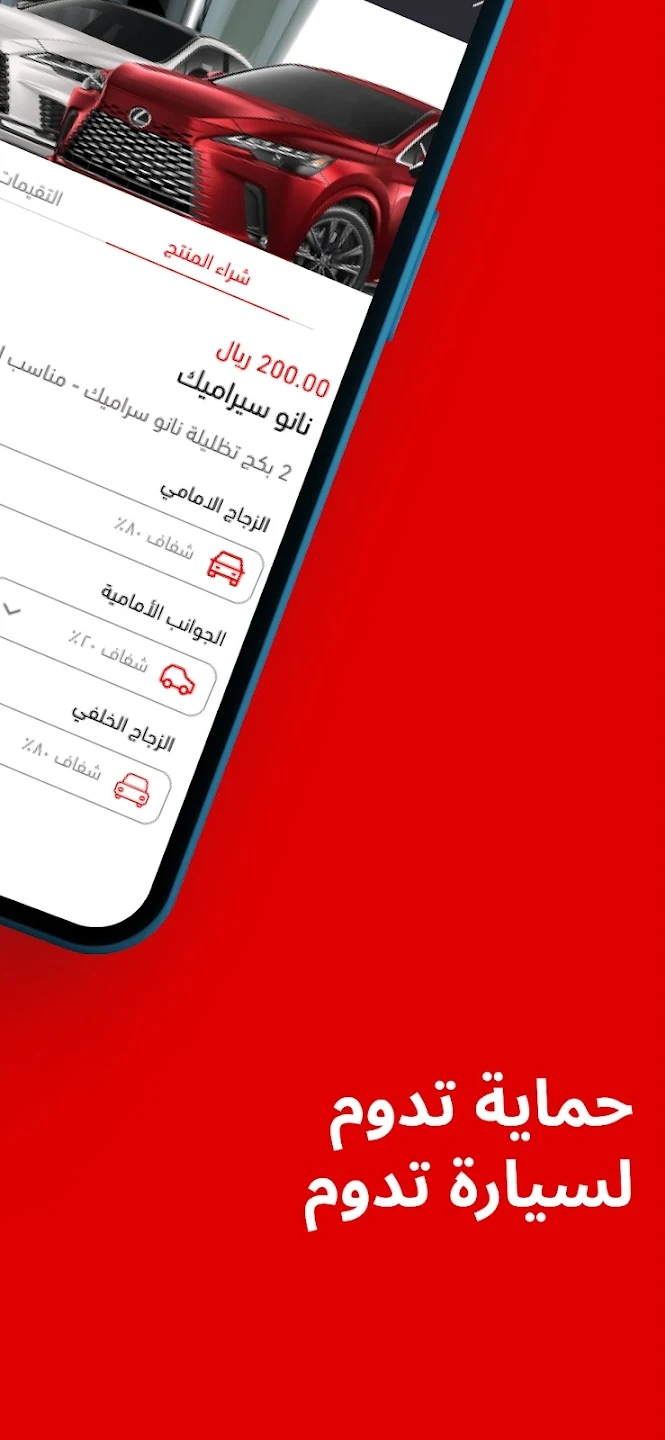 التقيمات
شراء المنتج
200.00 ريال
نانو سيراميك
2 بكج تظليلة نانو سراميك - مناسب
الزجاج الامامي
شفاف ٨٠٪
الجوانب الأمامية
شفاف ٢٠٪
الزجاج الخلفي
شفاف ٨٠٪
حماية تدوم
لسيارة تدوم